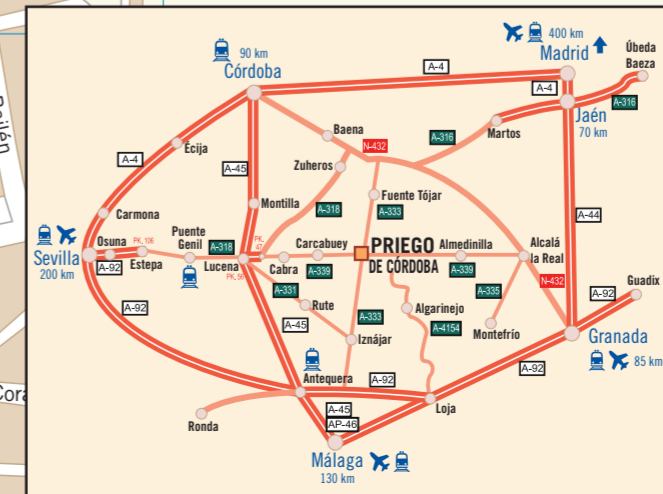 400 km
Madrid
90 km
Córdoba
Úbeda
Baeza
A-4
A-4
A-316
Jaén
70 km
Martos
A-316
Baena
N-432
Écija
A-4
A-45
Zuheros
Fuente Tójar
A-333
A-318
Montilla
A-44
Carmona
Osuna
PK. 106
Puente
Genil
A-318
PK.
47
Carcabuey
PRIEGO
DE CÓRDOBA
Almedinilla
Alcalá
la Real
Sevilla
200 km
A-92
Estepa
Lucena
PK. 56
Cabra
A-339
A-339
N-432
Guadix
A-331
Rute
A-335
A-92
A-92
A-45
A-333
Algarinejo
A-4154
Montefrío
Iznájar
Granada
85 km
A-92
Antequera
A-92
Loja
Ronda
A-45
AP-46
Málaga
130 km
Bailén